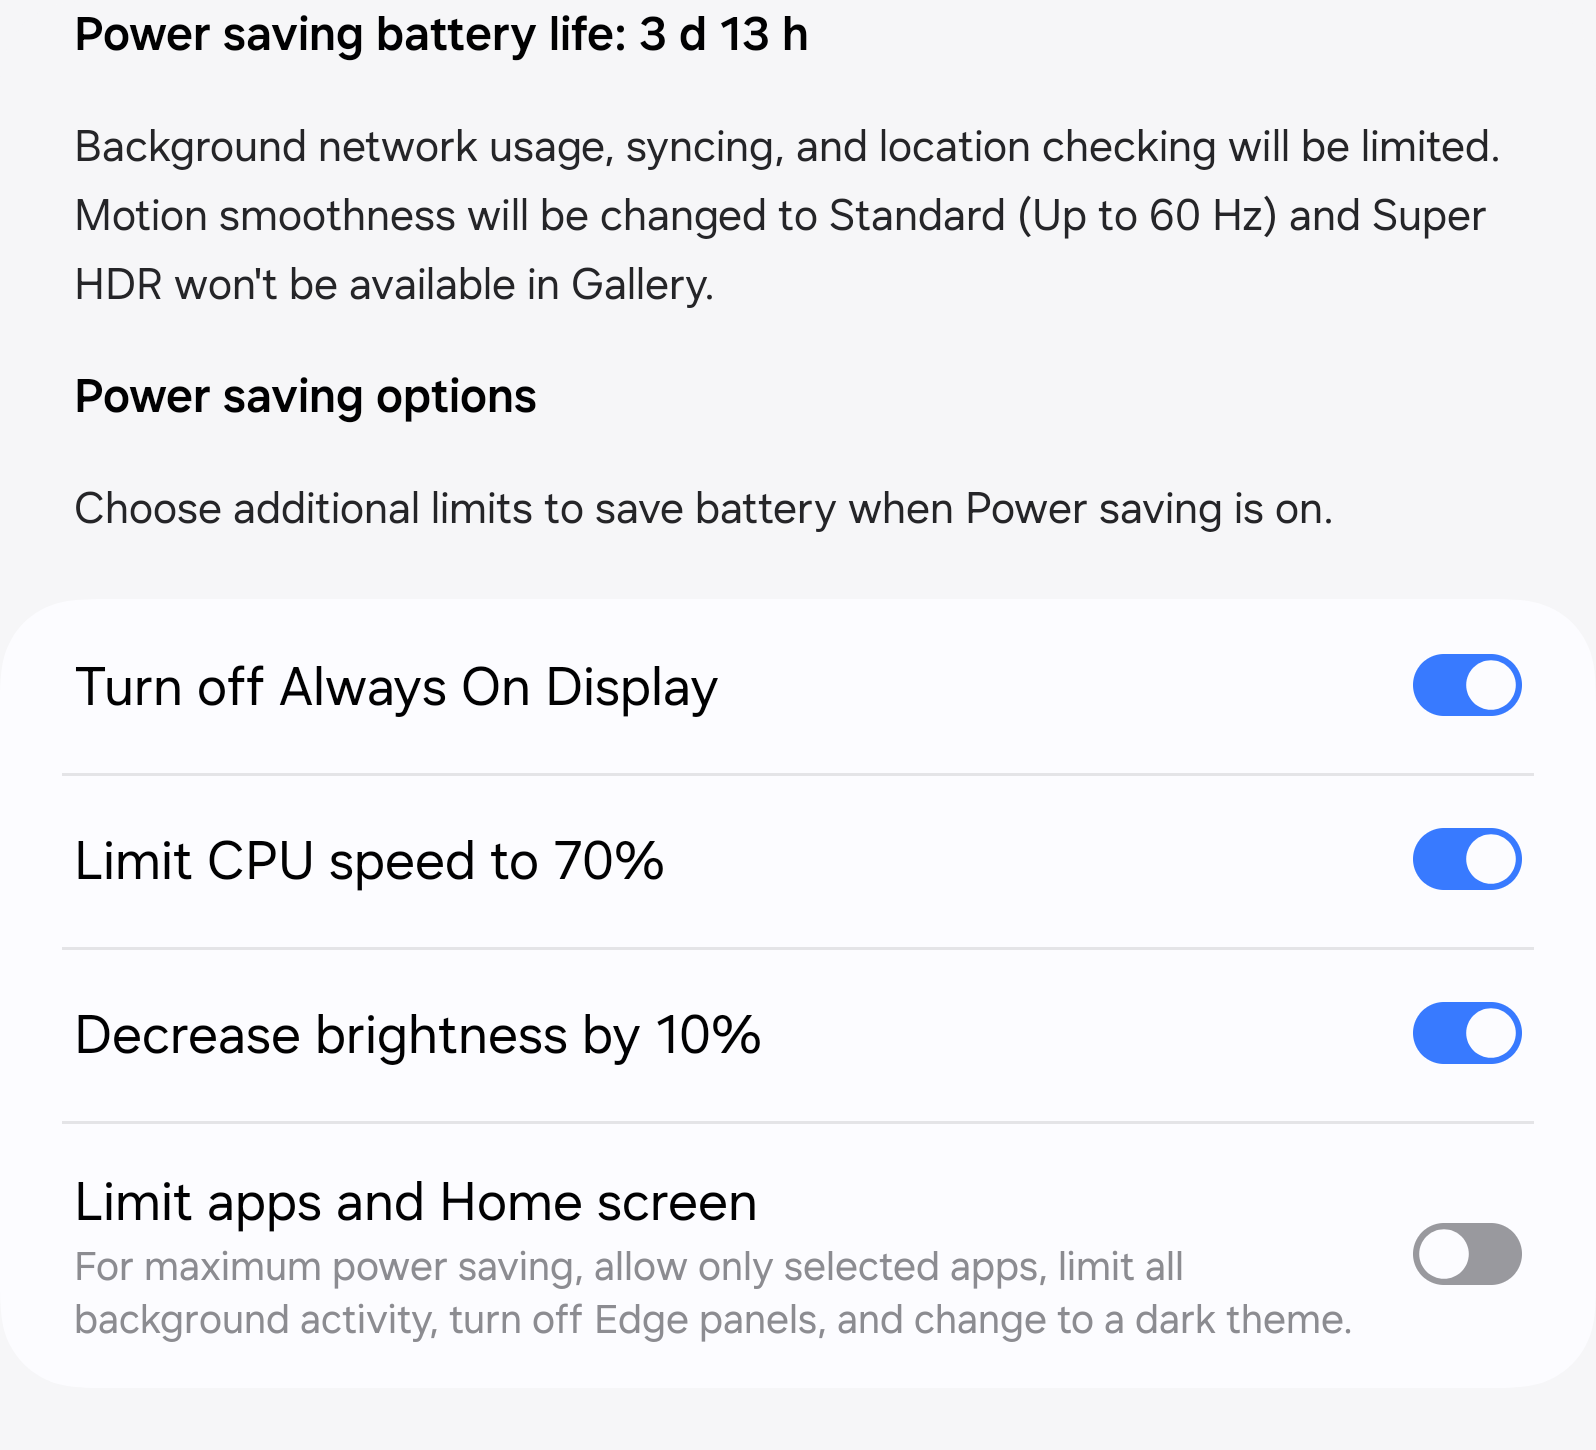 Power saving battery life: 3 d 13 h
Background network usage, syncing, and location checking will be limited.
Motion smoothness will be changed to Standard (Up to 60 Hz) and Super
HDR won't be available in Gallery.
Power saving options
Choose additional limits to save battery when Power saving is on.
Turn off Always On Display
Limit CPU speed to 70%
Decrease brightness by 10%
Limit apps and Home screen
For maximum power saving, allow only selected apps, limit all
background activity, turn off Edge panels, and change to a dark theme.